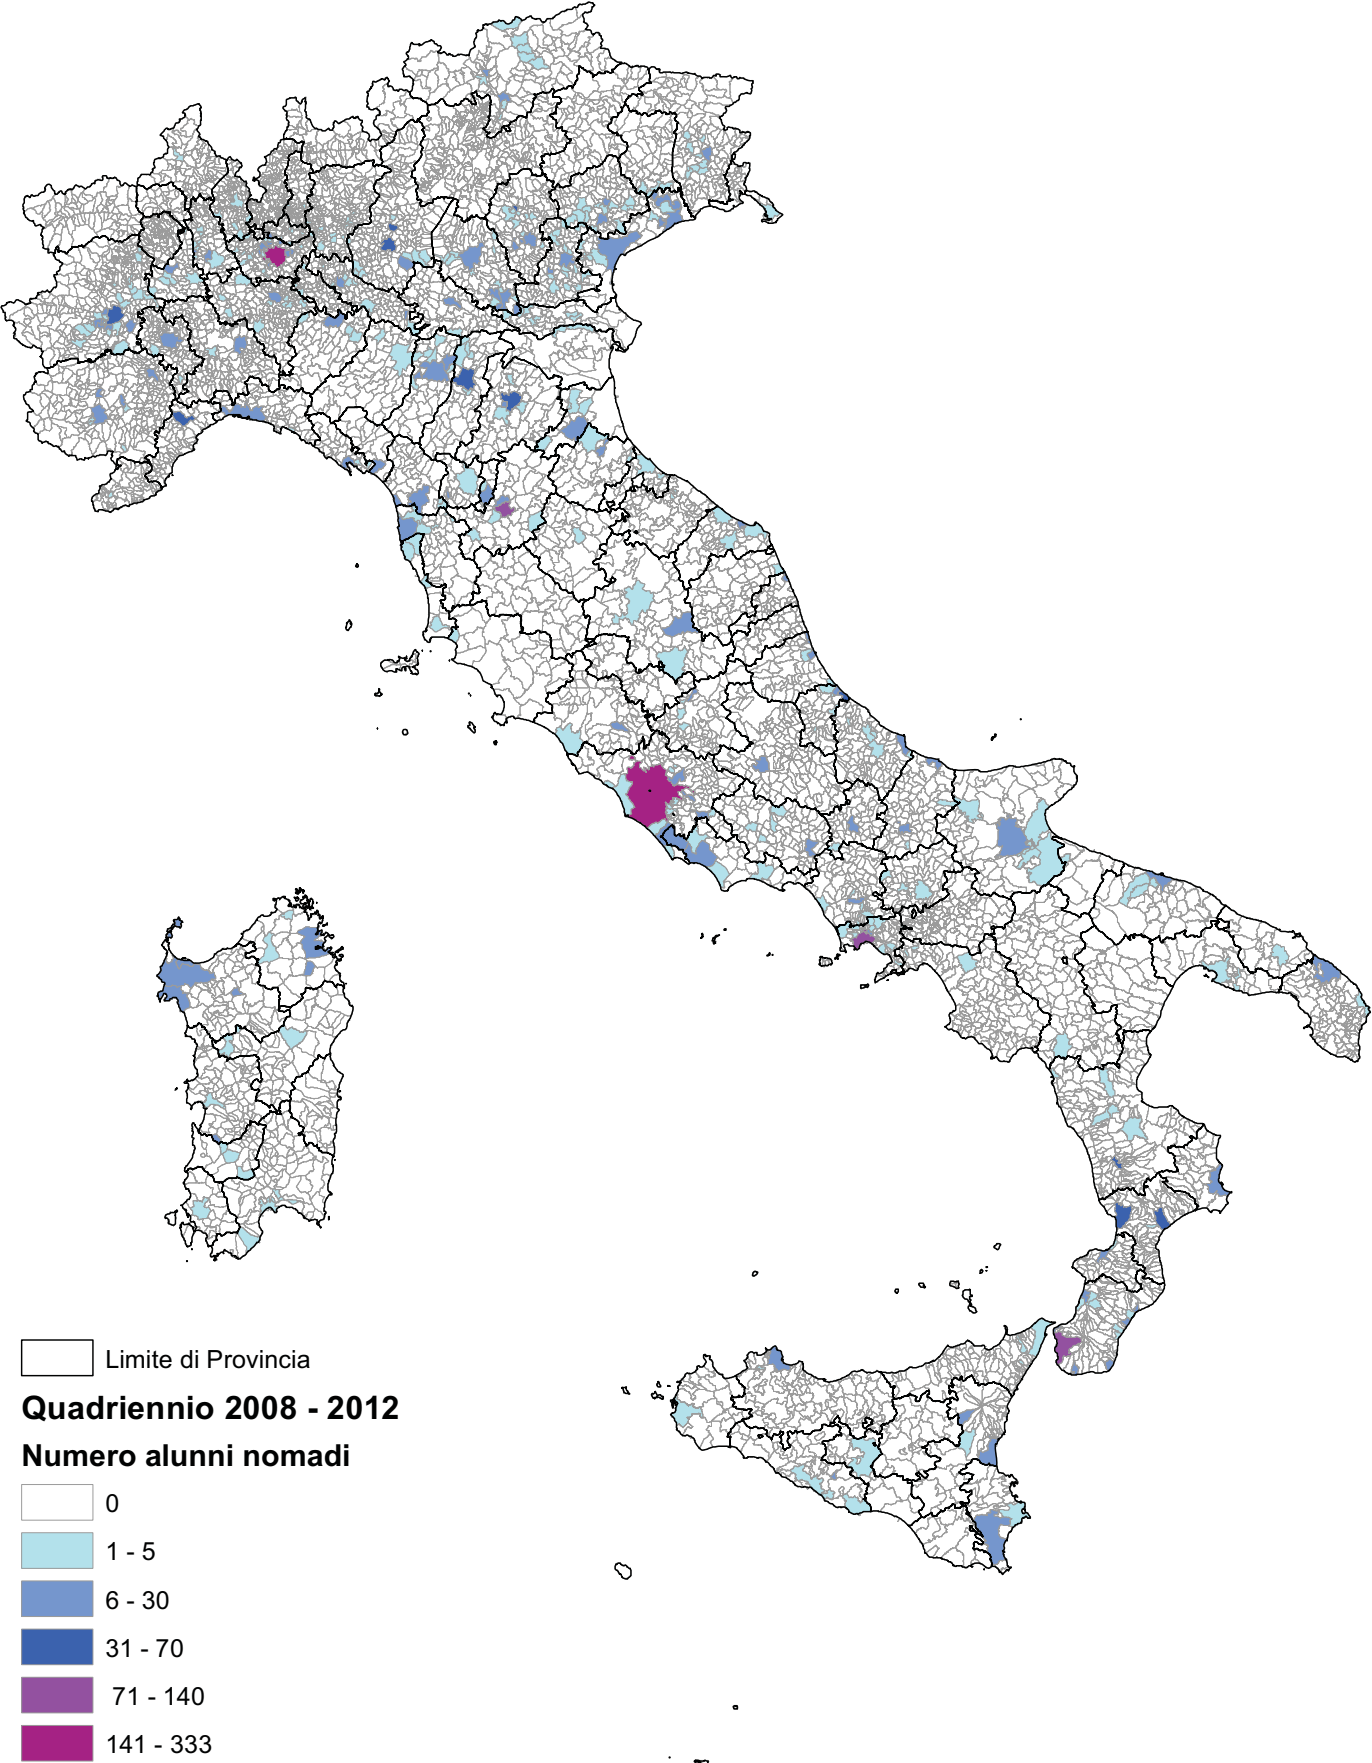 Limite di Provincia
Quadriennio 2008 - 2012
Numero alunni nomadi
0
1 - 5
6 - 30
31 - 70
71 - 140
141 - 333